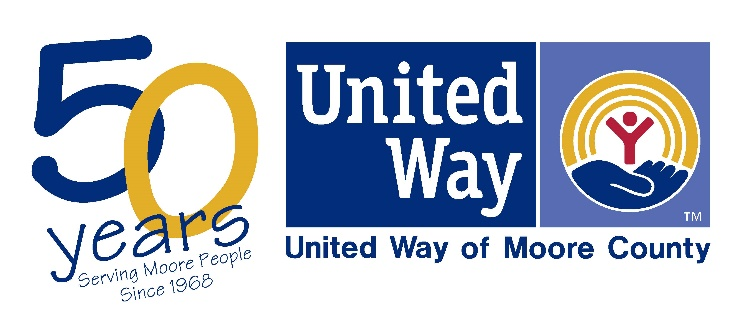 50
years
Serving Moore People
Since 1968
United
Way
TM
United Way of Moore County